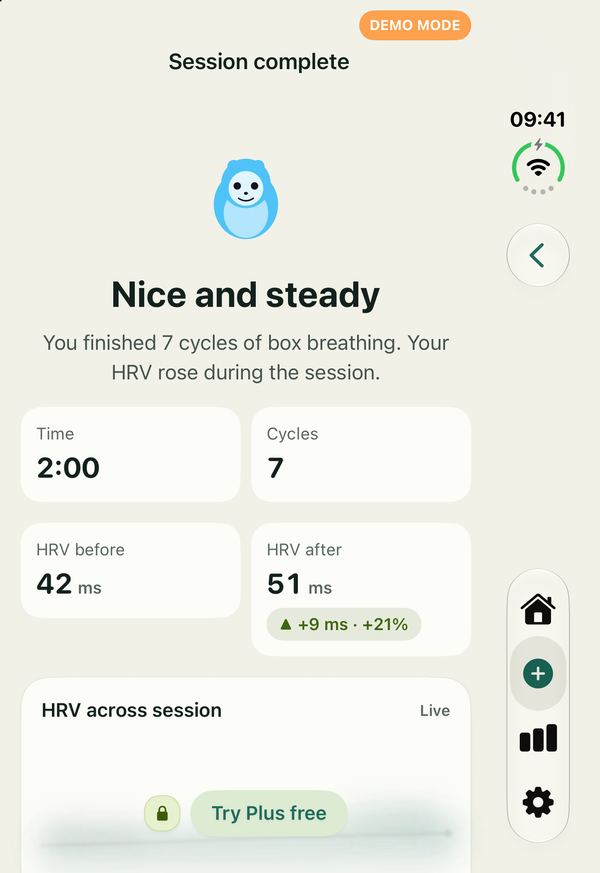 DEMO MODE
Session complete
09:41
Nice and steady
You finished 7 cycles of box breathing. Your
HRV rose during the session.
Time
2:00
Cycles
7
HRV before
42 ms
HRV after
51 ms
▲ +9 ms · +21%
HRV across session
Live
Try Plus free